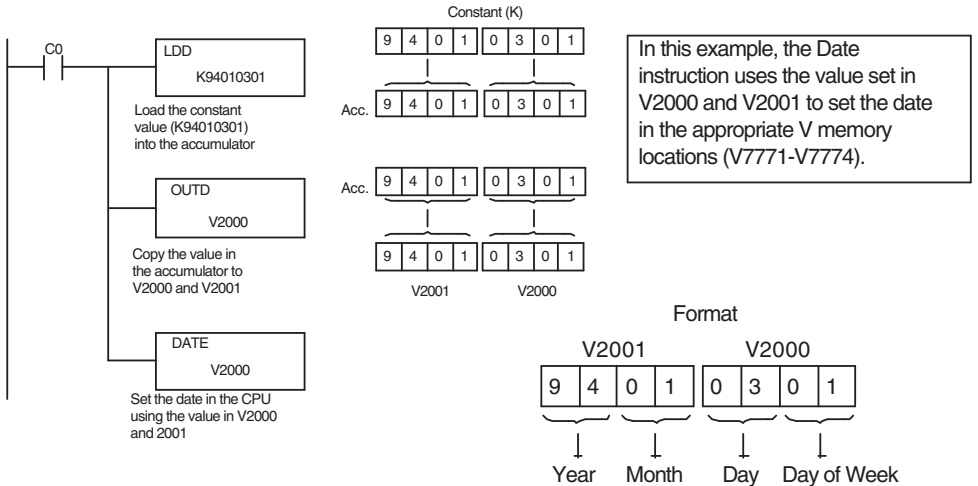 C0
LDD
K94010301
Load the constant
value (K94010301)
into the accumulator
OUTD
V2000
Copy the value in
the accumulator to
V2000 and V2001
DATE
V2000
Set the date in the CPU
using the value in V2000
and 2001
Constant (K)
9 4 0 1 0 3 0 1
Acc. 9 4 0 1 0 3 0 1
Acc. 9 4 0 1 0 3 0 1
9 4 0 1 0 3 0 1
V2001 V2000
In this example, the Date
instruction uses the value set in
V2000 and V2001 to set the date
in the appropriate V memory
locations (V7771-V7774).
Format
V2001 V2000
9 4 0 1 0 3 0 1
Year Month Day Day of Week